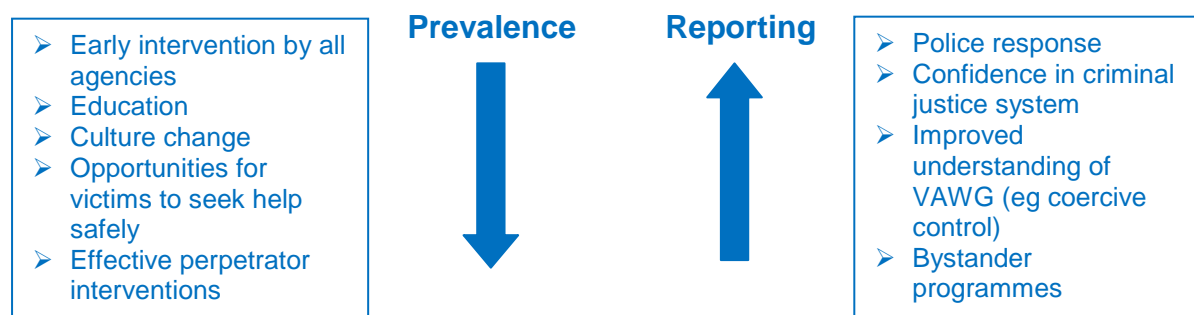 ➢ Early intervention by all
agencies
➢ Education
➢ Culture change
➢ Opportunities for
victims to seek help
safely
➢ Effective perpetrator
interventions
Prevalence
Reporting
➢ Police response
➢ Confidence in criminal
justice system
➢ Improved
understanding of
VAWG (eg coercive
control)
➢ Bystander
programmes